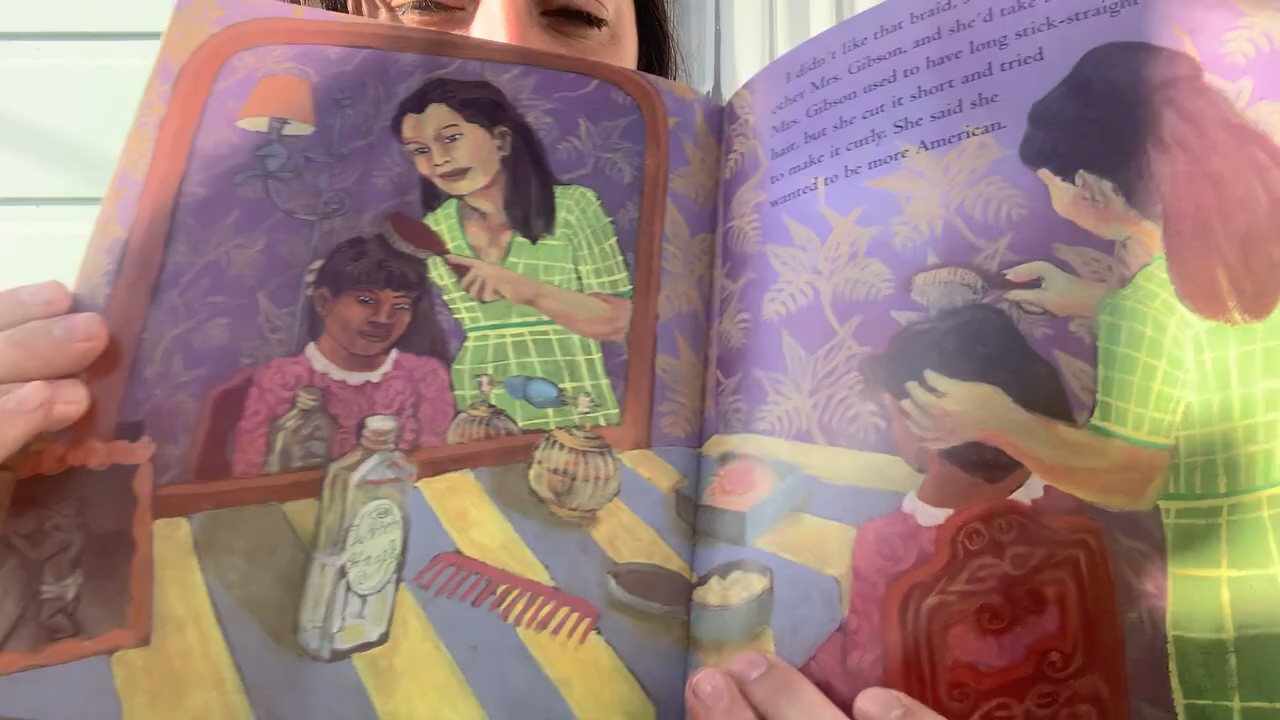 I didn't like that braid,
other Mrs. Gibson, and she'd take
Mrs. Gibson used to have long stick-straight
hair, but she cut it short and tried
to make it curly. She said she
wanted to be more American.